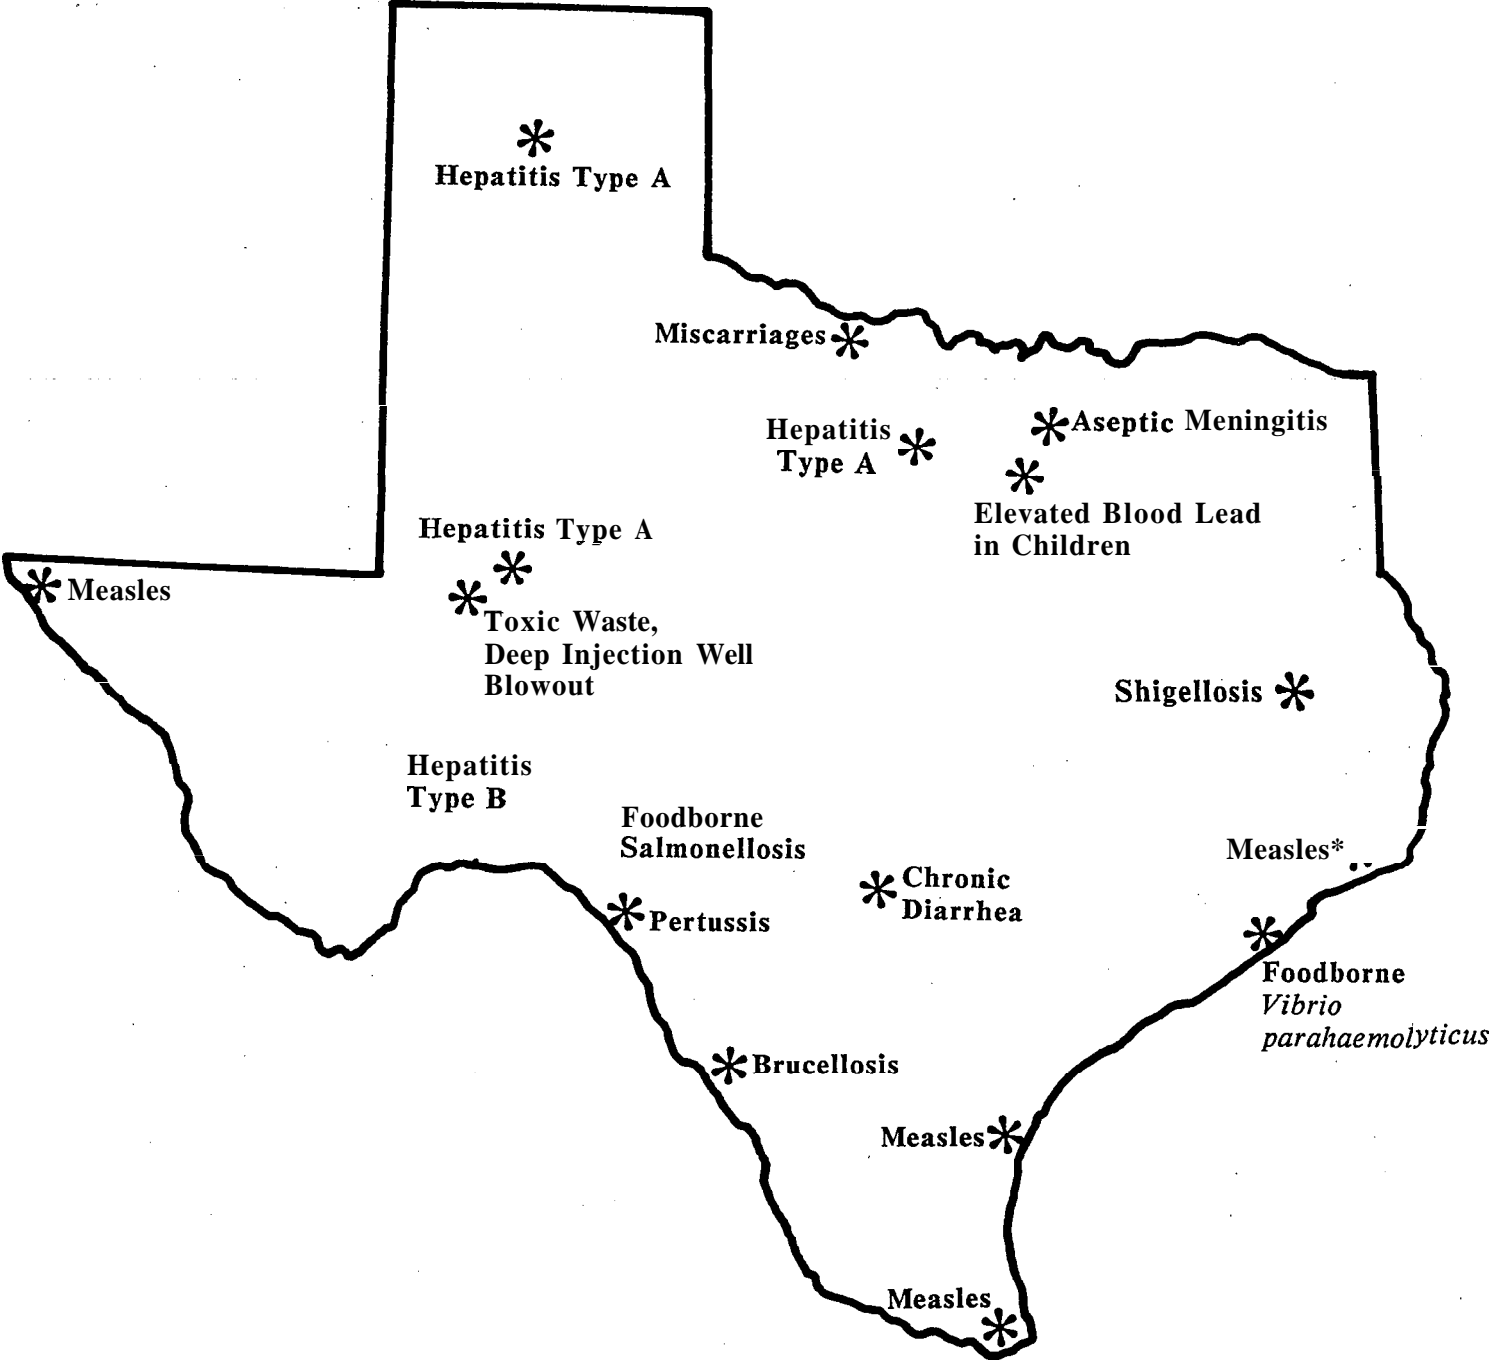 Hepatitis Type A
Miscarriages
Aseptic Meningitis
Hepatitis
Type A
Elevated Blood Lead
in Children
Hepatitis Type A
Measles
Toxic Waste,
Deep Injection Well
Blowout
Shigellosis
Hepatitis
Type B
Foodborne
Salmonellosis
Measles*
Chronic
Diarrhea
Pertussis
Foodborne
Vibrio
parahaemolyticus
Brucellosis
Measles
Measles